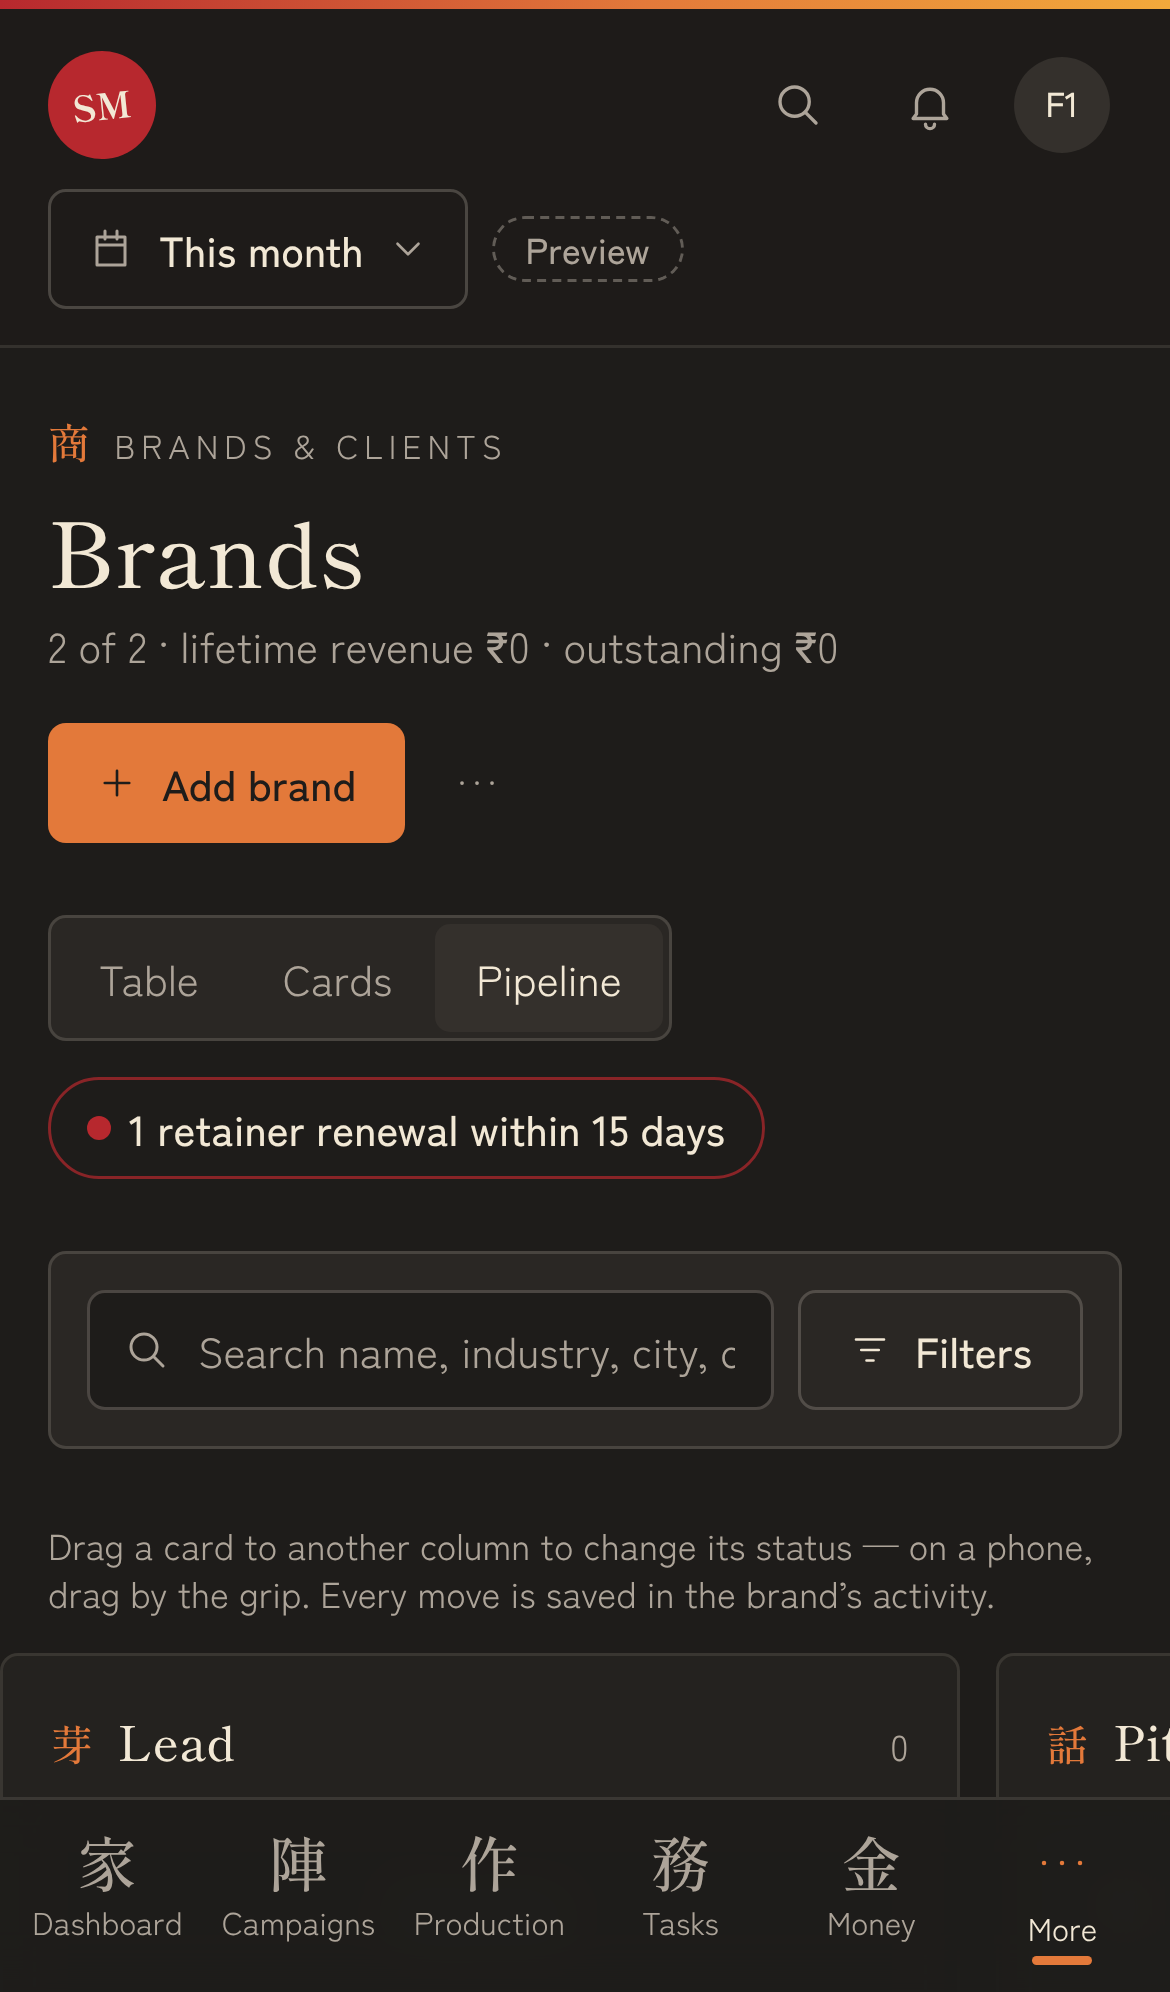 SM
F1
This month
Preview
商 BRANDS & CLIENTS
Brands
2 of 2 · lifetime revenue ₹0 · outstanding ₹0
+ Add brand
···
Table Cards Pipeline
1 retainer renewal within 15 days
Search name, industry, city, c
Filters
Drag a card to another column to change its status — on a phone,
drag by the grip. Every move is saved in the brand’s activity.
芽 Lead 0
話 Pit
家 陣 作 務 金 ···
Dashboard Campaigns Production Tasks Money More